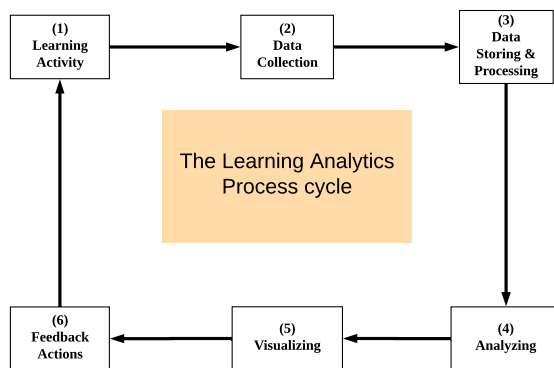 (1)
Learning
Activity
(2)
Data
Collection
(3)
Data
Storing &
Processing
The Learning Analytics
Process cycle
(6)
Feedback
Actions
(5)
Visualizing
(4)
Analyzing